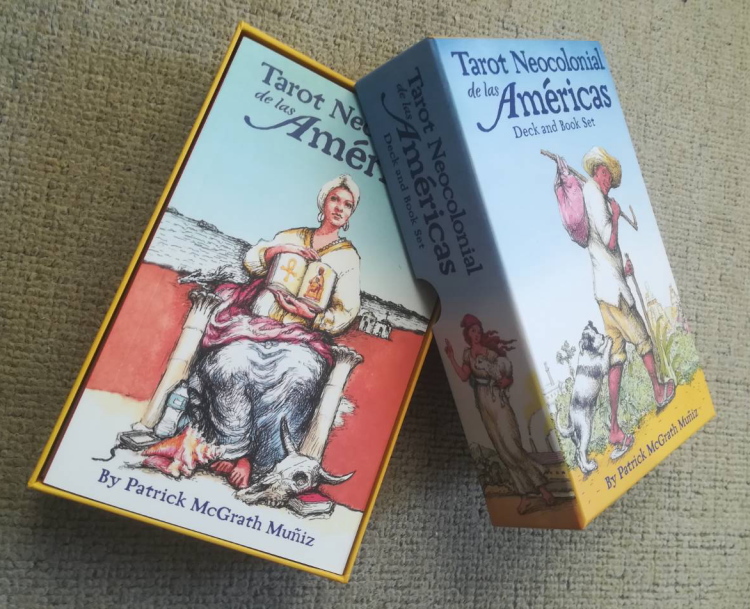 Tarot Neo
de las
Amér
By Patrick McGrath Muñiz
Tarot Neocolonial
de las
Américas
Deck and Book Set
Tarot Neocolonial
de las
Américas
Deck and Book Set
By Patrick McGrath Muñiz